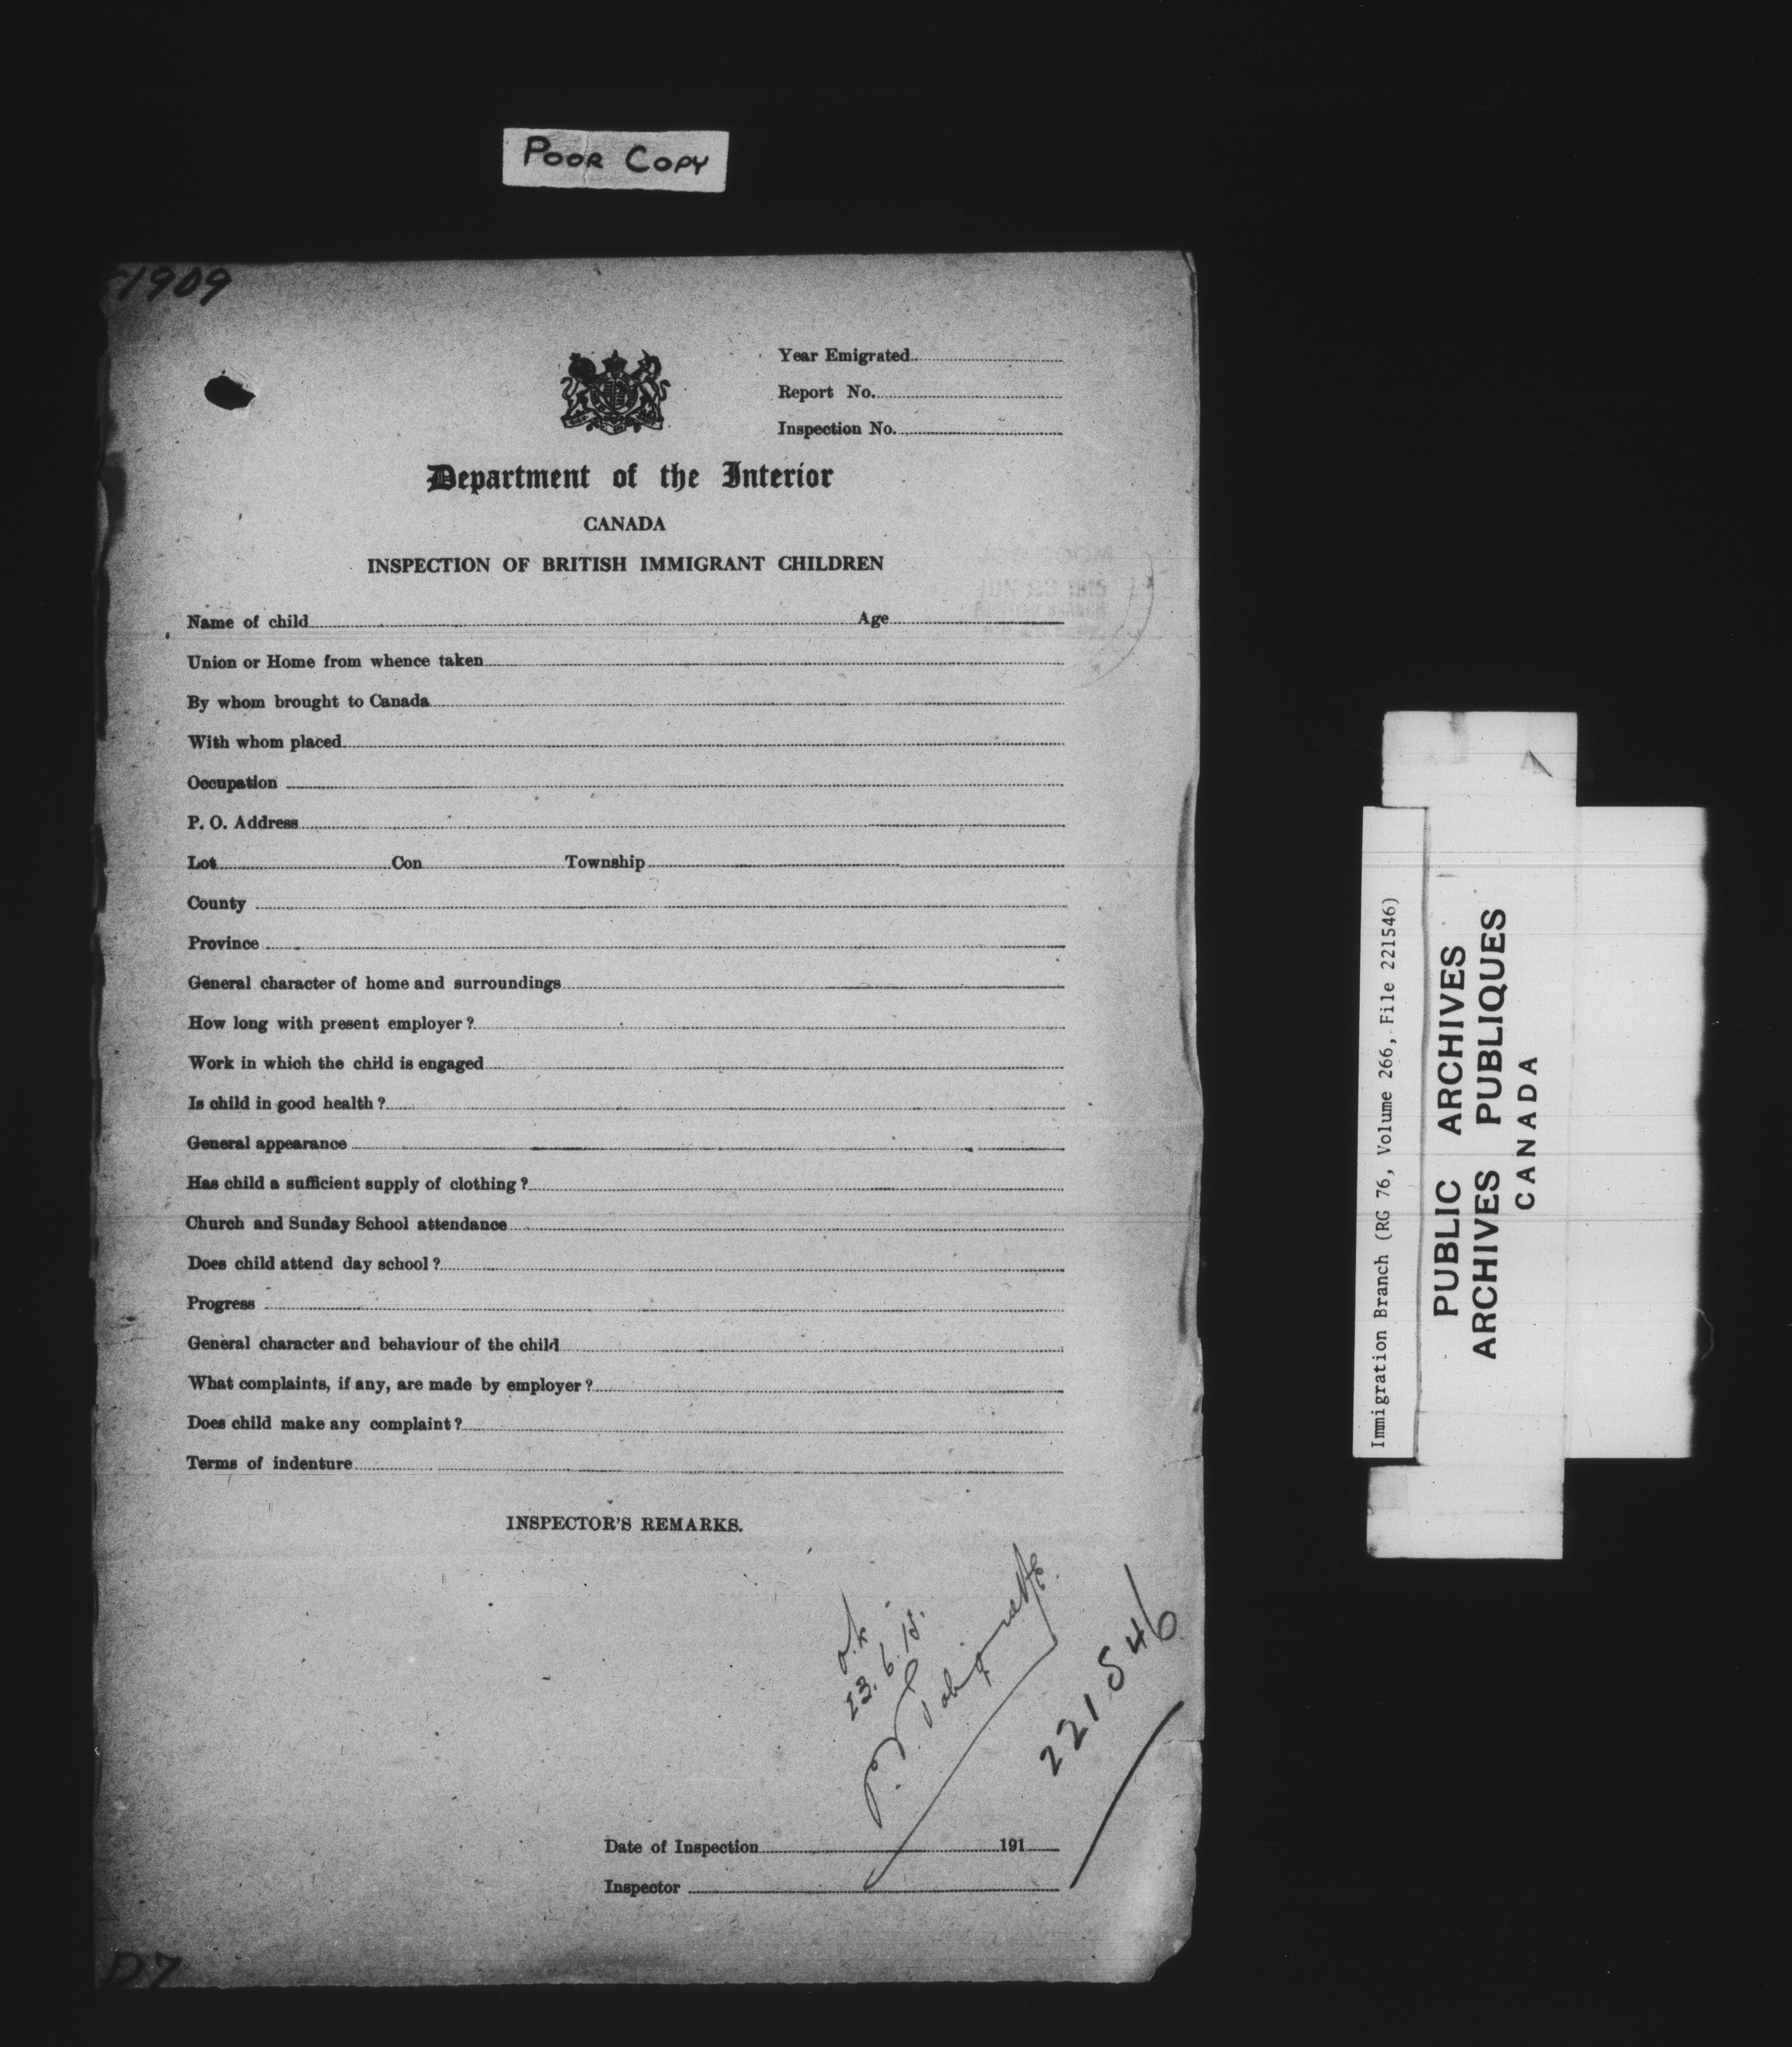 POOR COPY
1909
Year Emigrated
Report No.
Inspection No.
Department of the Interior
CANADA
INSPECTION OF BRITISH IMMIGRANT CHILDREN
JUN 23 1915
Name of child Age
Union or Home from whence taken
By whom brought to Canada
With whom placed
Occupation
P. O. Address
Lot Con Township
County
Province
General character of home and surroundings
How long with present employer?
Work in which the child is engaged
Is child in good health?
General appearance
Has child a sufficient supply of clothing?
Church and Sunday School attendance
Does child attend day school?
Progress
General character and behaviour of the child
What complaints, if any, are made by employer?
Does child make any complaint?
Terms of indenture
INSPECTOR'S REMARKS.
O.K
23.6.15.
221546
Date of Inspection 191
Inspector
D7
Immigration Branch (RG 76, Volume 266, File 221546)
PUBLIC ARCHIVES
ARCHIVES PUBLIQUES
CANADA